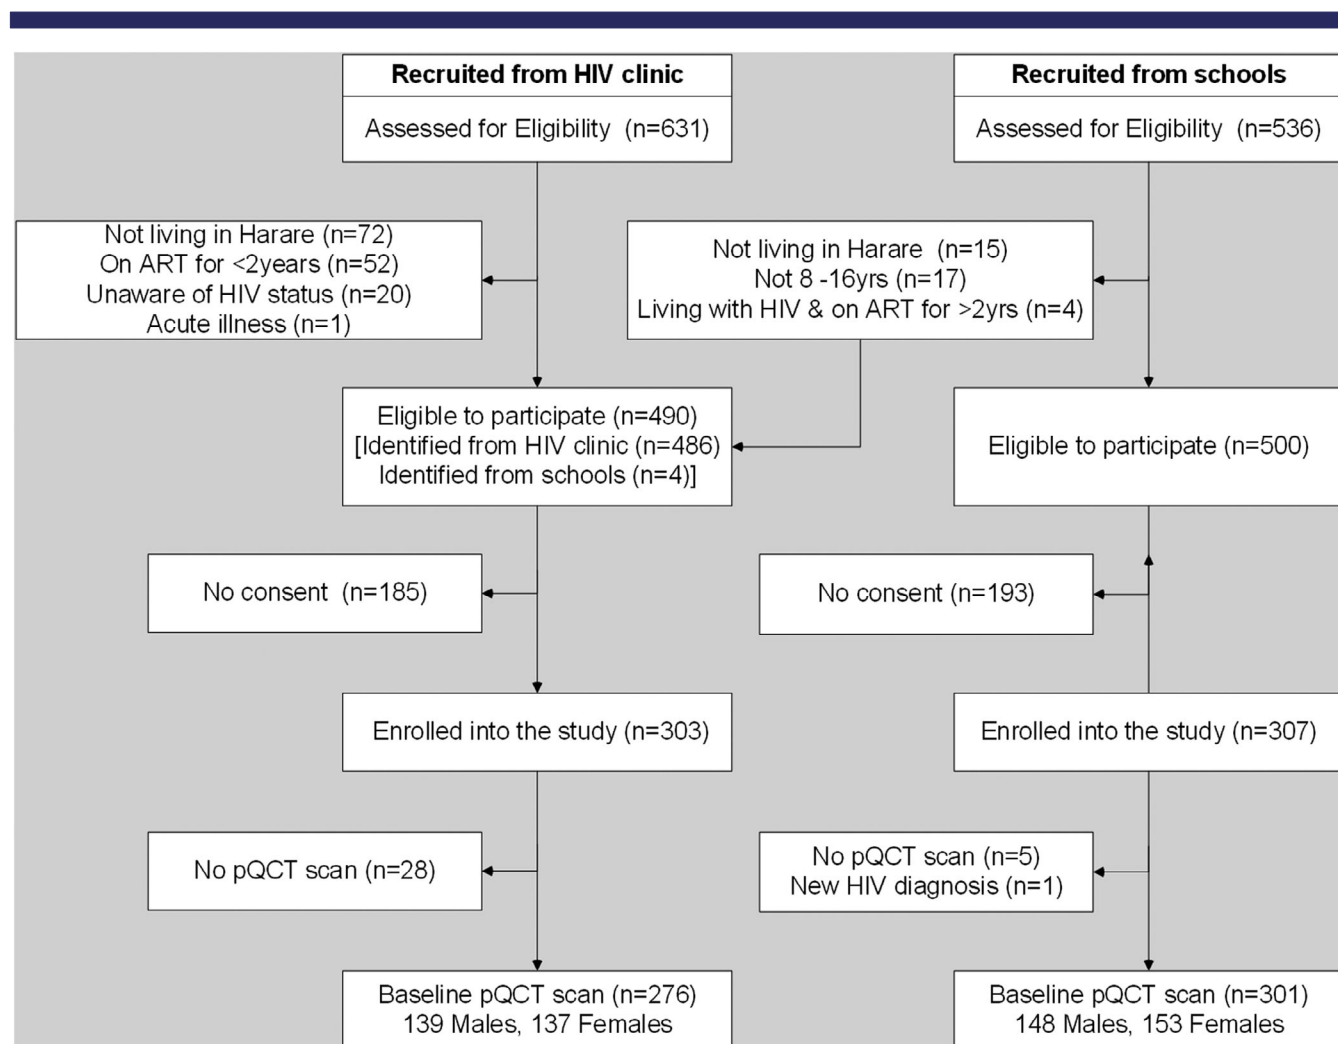 Recruited from HIV clinic
Assessed for Eligibility (n=631)
Recruited from schools
Assessed for Eligibility (n=536)
Not living in Harare (n=72)
On ART for <2years (n=52)
Unaware of HIV status (n=20)
Acute illness (n=1)
Not living in Harare (n=15)
Not 8 -16yrs (n=17)
Living with HIV & on ART for >2yrs (n=4)
Eligible to participate (n=490)
[Identified from HIV clinic (n=486)
Identified from schools (n=4)]
Eligible to participate (n=500)
No consent (n=185)
No consent (n=193)
Enrolled into the study (n=303)
Enrolled into the study (n=307)
No pQCT scan (n=28)
No pQCT scan (n=5)
New HIV diagnosis (n=1)
Baseline pQCT scan (n=276)
139 Males, 137 Females
Baseline pQCT scan (n=301)
148 Males, 153 Females